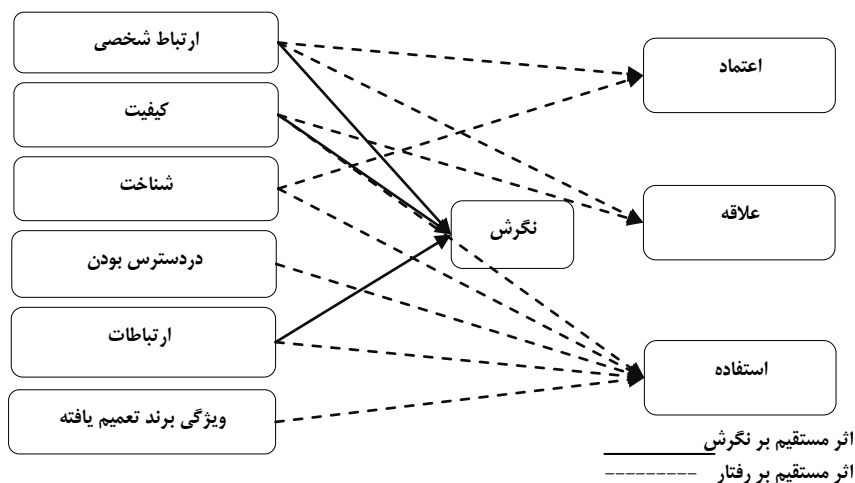 ارتباط شخصی
کیفیت
شناخت
دردسترس بودن
ارتباطات
ویژگی برند تعمیم یافته
نگرش
اعتماد
علاقه
استفاده
اثر مستقیم بر نگرش
اثر مستقیم بر رفتار